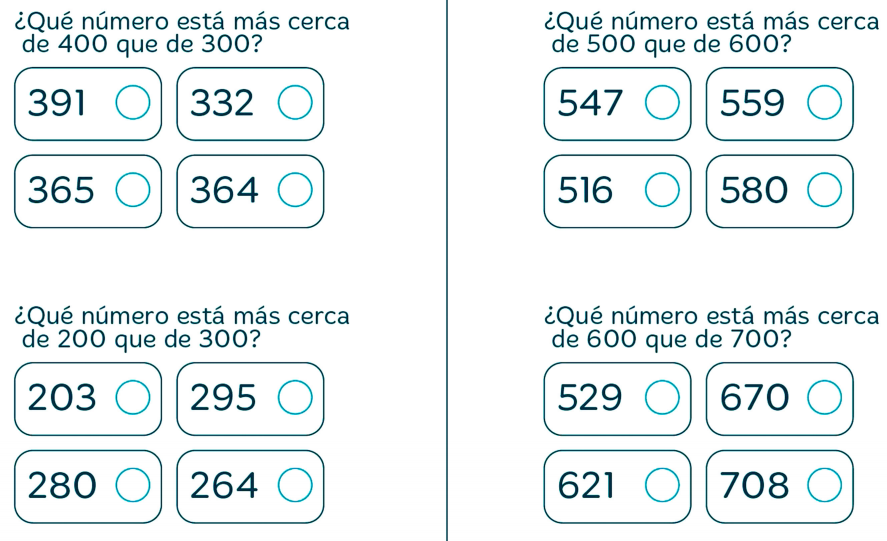 ¿Qué número está más cerca
de 400 que de 300?
391 332
365 364
¿Qué número está más cerca
de 500 que de 600?
547 559
516 580
¿Qué número está más cerca
de 200 que de 300?
203 295
280 264
¿Qué número está más cerca
de 600 que de 700?
529 670
621 708